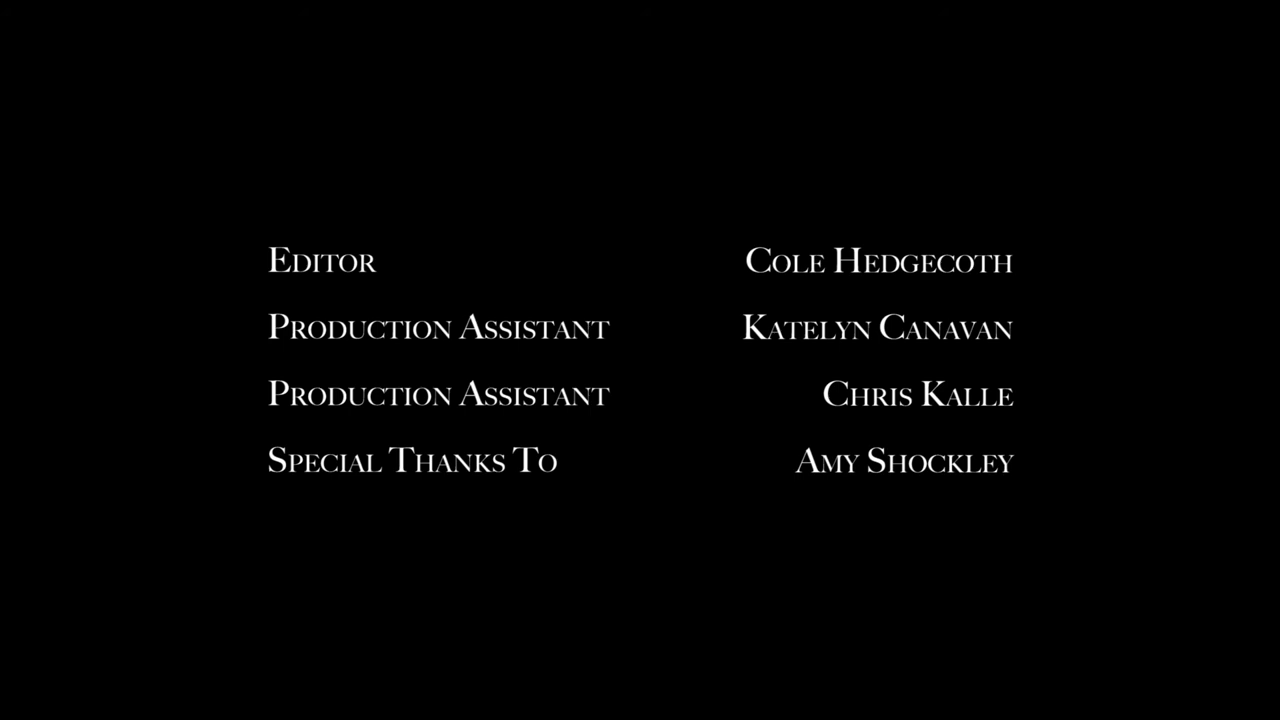 Editor Cole Hedgecoth
Production Assistant Katelyn Canavan
Production Assistant Chris Kalle
Special Thanks To Amy Shockley